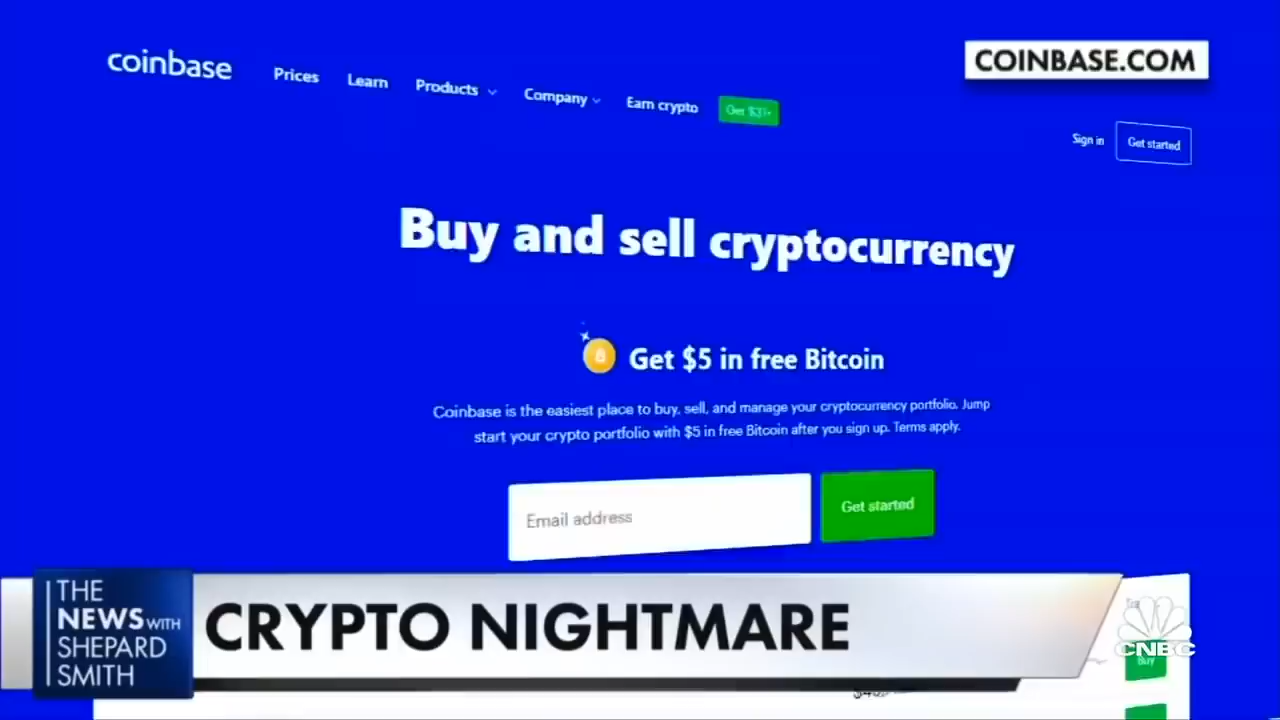 COINBASE.COM
coinbase Prices Learn Products Company Earn crypto Get $31+
Sign in Get started
Buy and sell cryptocurrency
Get $5 in free Bitcoin
Coinbase is the easiest place to buy, sell, and manage your cryptocurrency portfolio. Jump
start your crypto portfolio with $5 in free Bitcoin after you sign up. Terms apply.
Email address Get started
THE
NEWS WITH
SHEPARD
SMITH
CRYPTO NIGHTMARE
CNBC
Buy